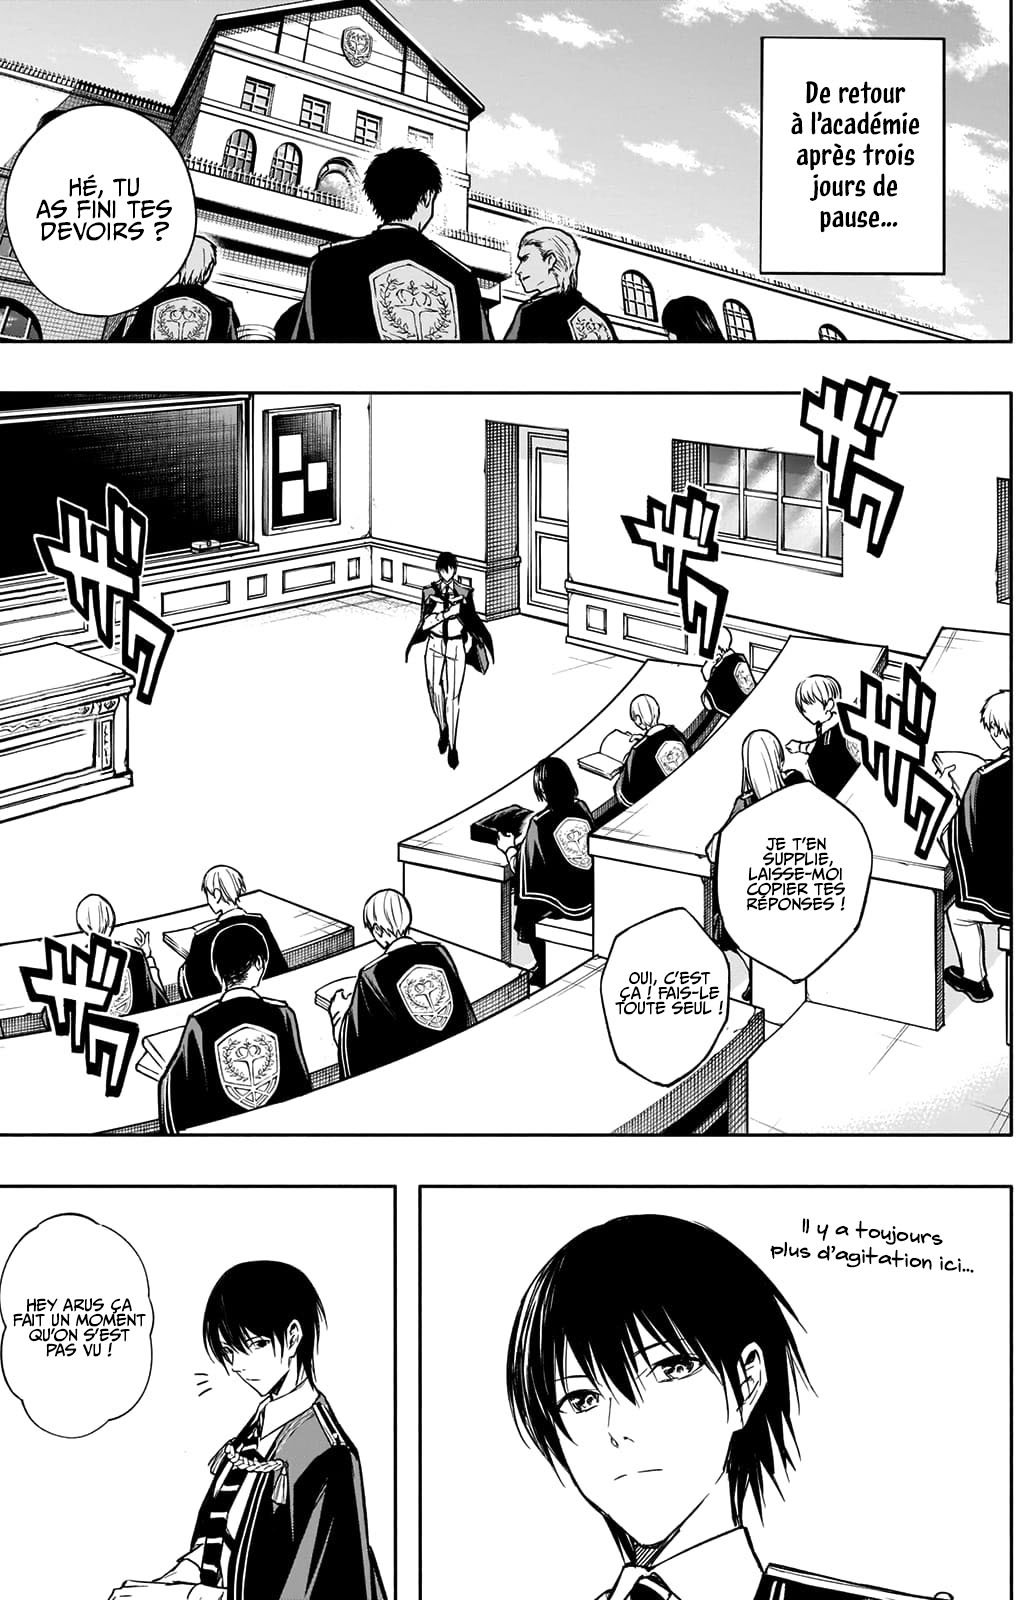 De retour
à l'académie
après trois
jours de
pause...
HÉ, TU
AS FINI TES
DEVOIRS ?
ザワ
ザワ
ザワ
ザワ
ザワ
JE T'EN
SUPPLIE,
LAISSE-MOI
COPIER TES
RÉPONSES !
OUI, C'EST
ÇA ! FAIS-LE
TOUTE SEUL !
Il y a toujours
plus d'agitation ici...
HEY ARUS ÇA
FAIT UN MOMENT
QU'ON S'EST
PAS VU !